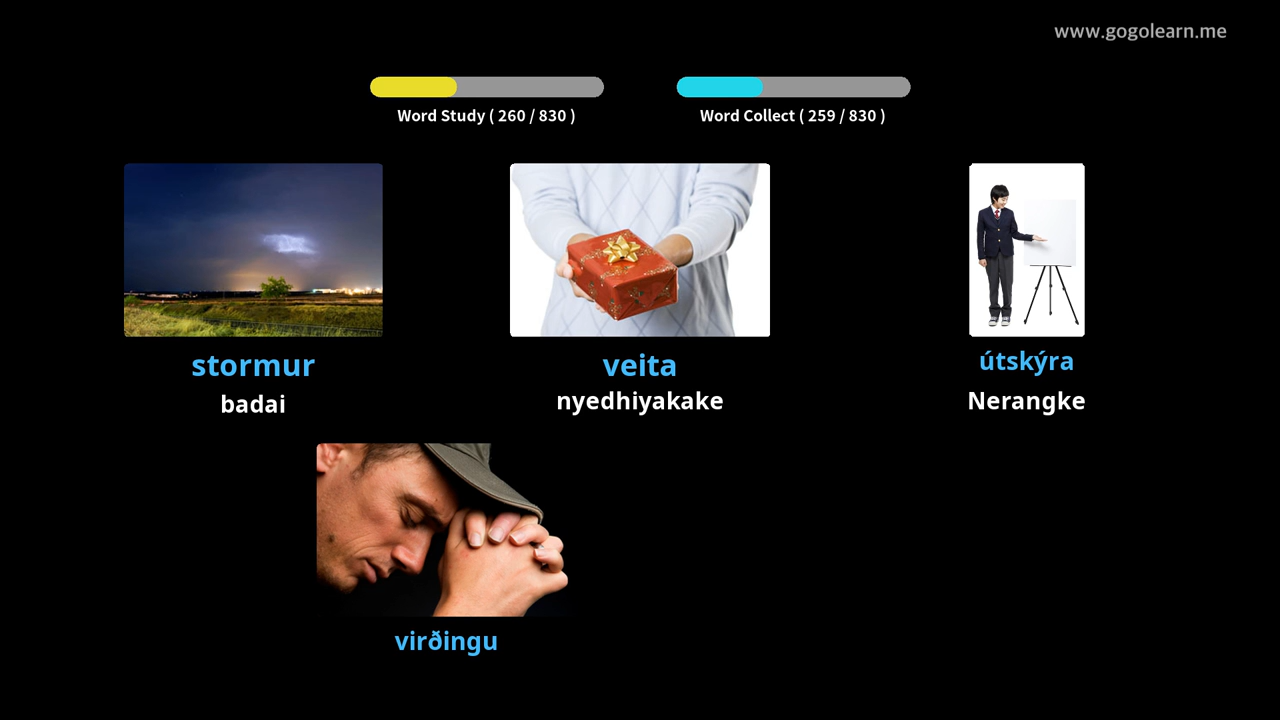 www.gogolearn.me
Word Study ( 260 / 830 )
Word Collect ( 259 / 830 )
stormur
veita
útskýra
badai
nyedhiyakake
Nerangke
virðingu